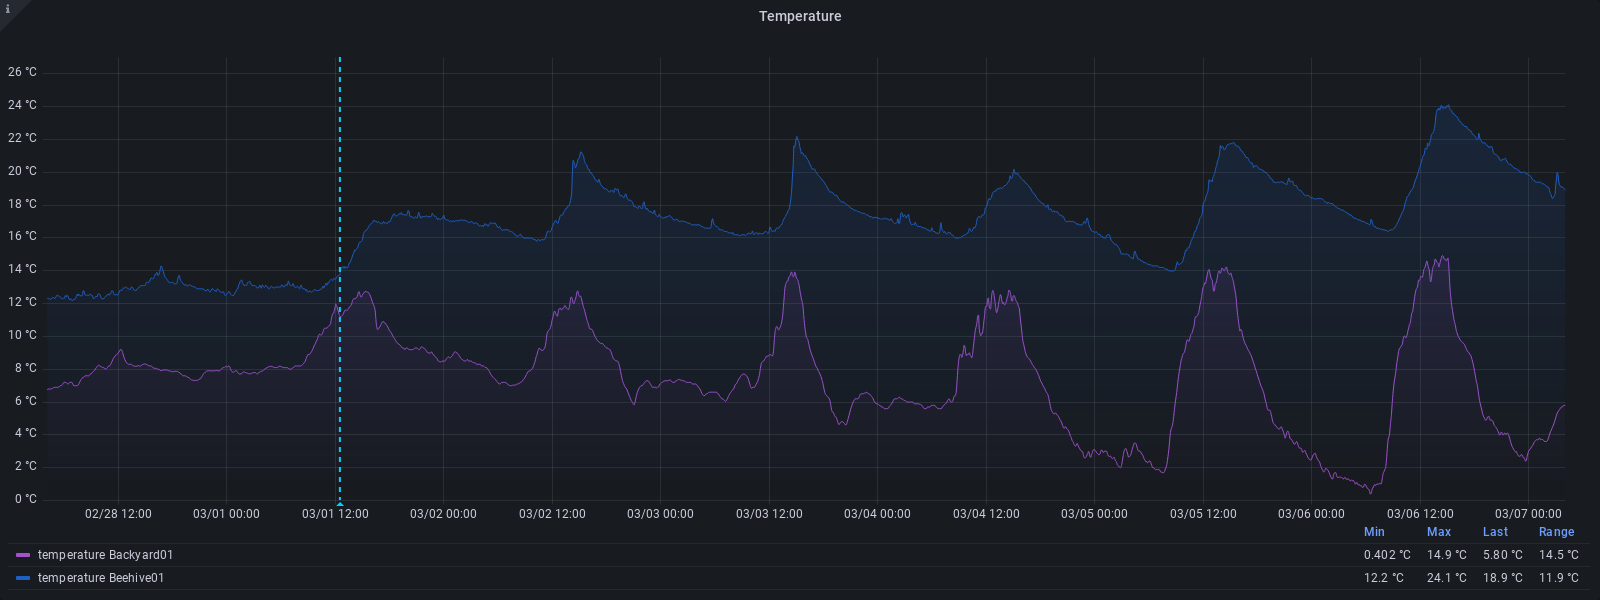 i
Temperature
26 °C
24 °C
22 °C
20 °C
18 °C
16 °C
14 °C
12 °C
10 °C
8 °C
6 °C
4 °C
2 °C
0 °C
02/28 12:00 03/01 00:00 03/01 12:00 03/02 00:00 03/02 12:00 03/03 00:00 03/03 12:00 03/04 00:00 03/04 12:00 03/05 00:00 03/05 12:00 03/06 00:00 03/06 12:00 03/07 00:00
Min Max Last Range
temperature Backyard01 0.402 °C 14.9 °C 5.80 °C 14.5 °C
temperature Beehive01 12.2 °C 24.1 °C 18.9 °C 11.9 °C